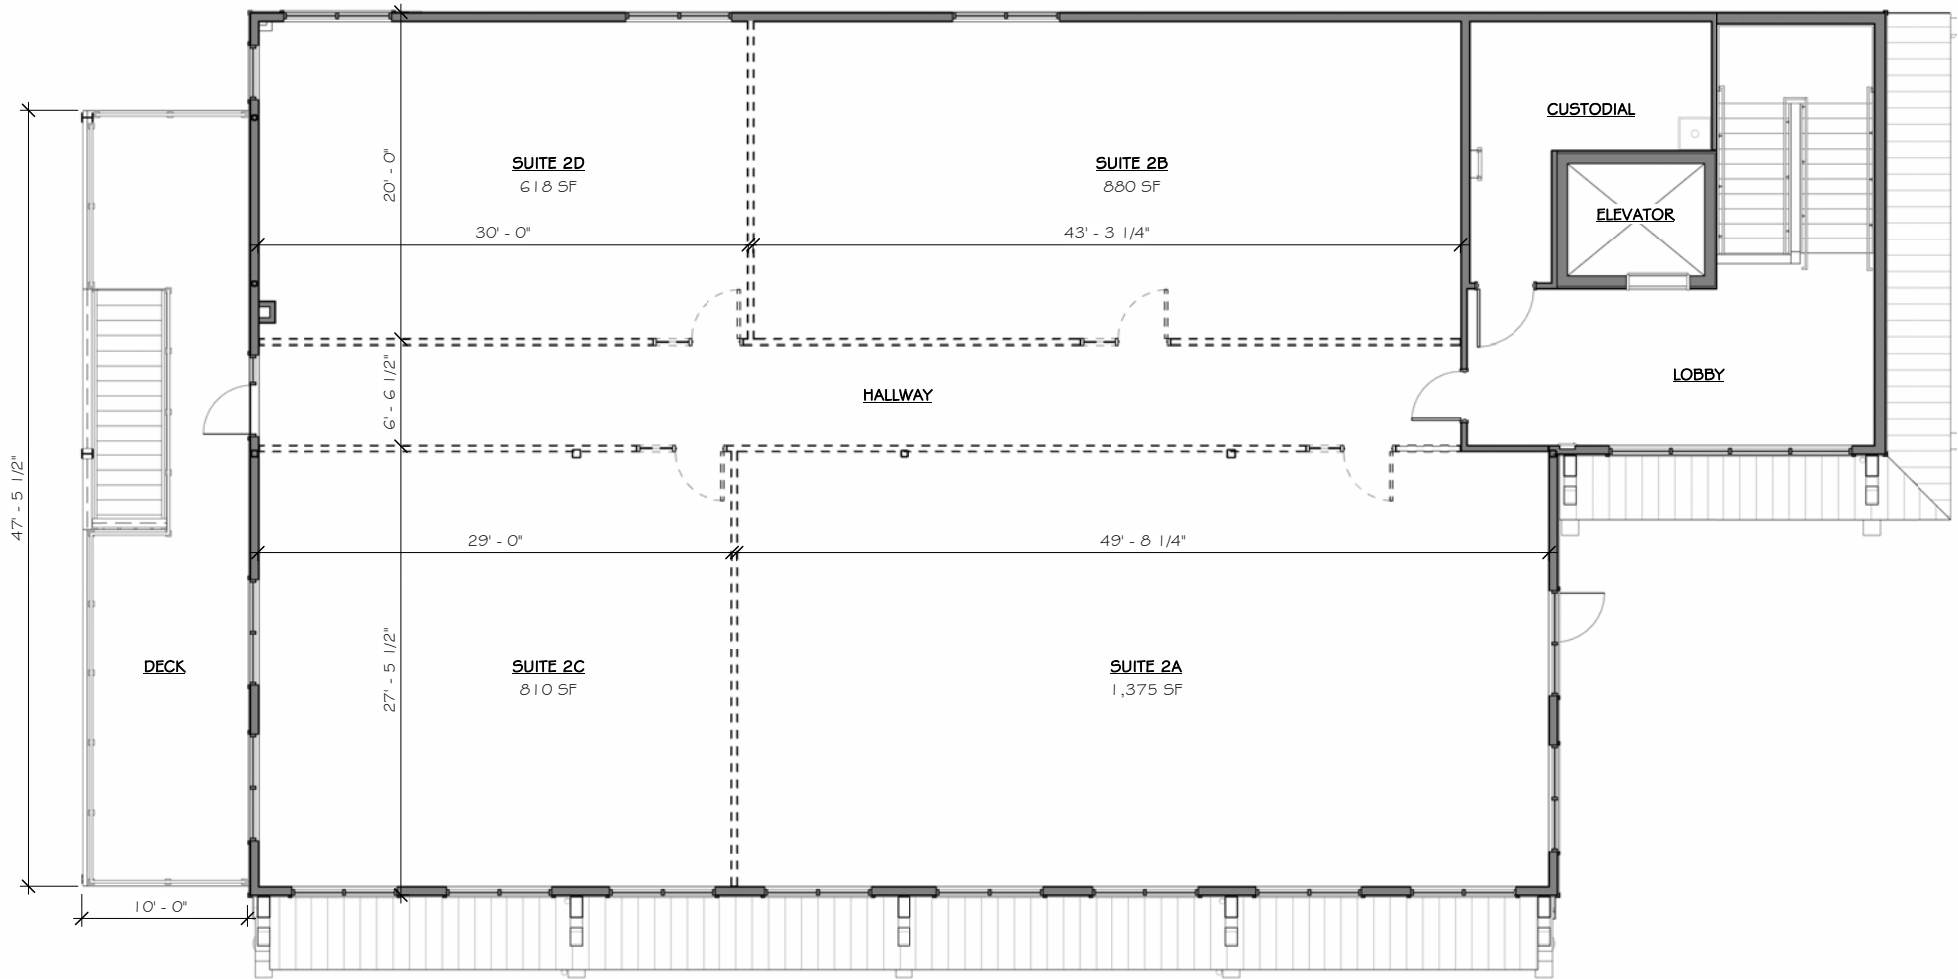 CUSTODIAL
SUITE 2D
618 SF
SUITE 2B
880 SF
20' - 0"
ELEVATOR
30' - 0"
43' - 3 1/4"
6' - 6 1/2"
HALLWAY
LOBBY
47' - 5 1/2"
29' - 0"
49' - 8 1/4"
27' - 5 1/2"
DECK
SUITE 2C
810 SF
SUITE 2A
1,375 SF
10' - 0"